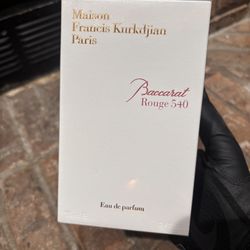 Maison
Francis Kurkdjian
Paris
Baccarat
Rouge 540
Eau de parfum